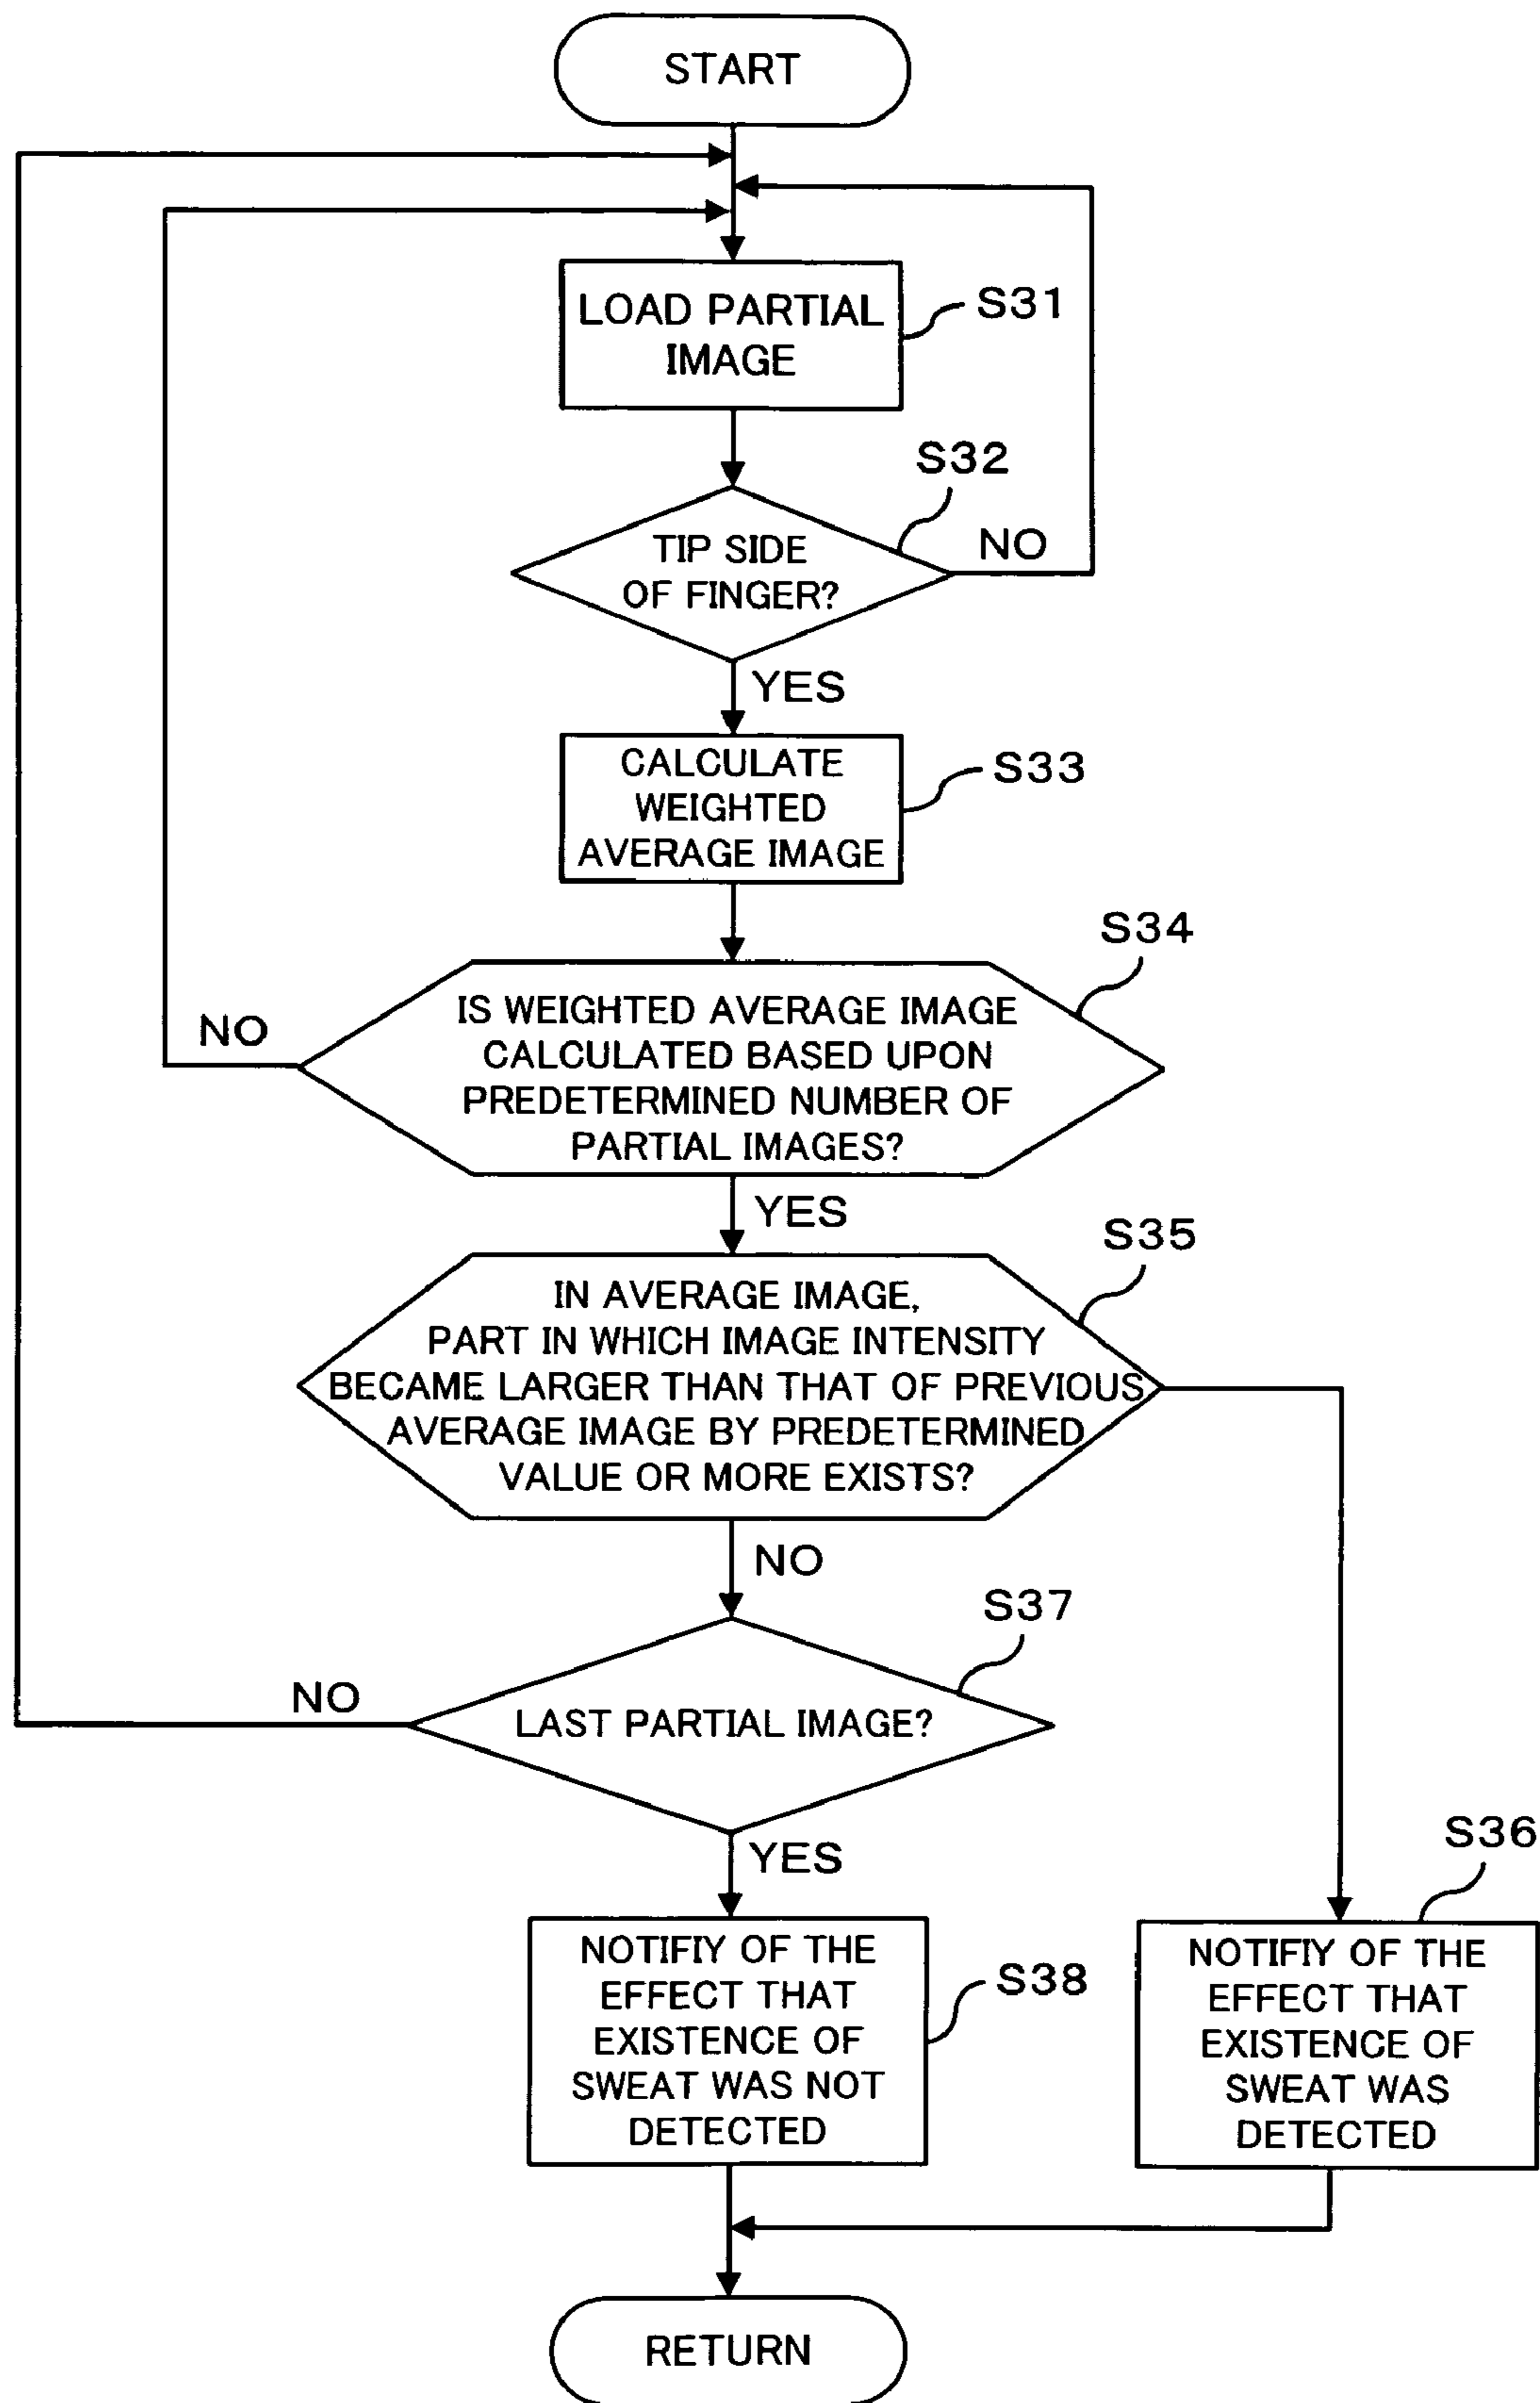 START
LOAD PARTIAL
IMAGE
S31
S32
TIP SIDE
OF FINGER?
NO
YES
CALCULATE
WEIGHTED
AVERAGE IMAGE
S33
S34
IS WEIGHTED AVERAGE IMAGE
CALCULATED BASED UPON
PREDETERMINED NUMBER OF
PARTIAL IMAGES?
NO
YES
S35
IN AVERAGE IMAGE,
PART IN WHICH IMAGE INTENSITY
BECAME LARGER THAN THAT OF PREVIOUS
AVERAGE IMAGE BY PREDETERMINED
VALUE OR MORE EXISTS?
NO
S37
LAST PARTIAL IMAGE?
NO
YES
S36
NOTIFIY OF THE
EFFECT THAT
EXISTENCE OF
SWEAT WAS NOT
DETECTED
S38
NOTIFIY OF THE
EFFECT THAT
EXISTENCE OF
SWEAT WAS
DETECTED
RETURN